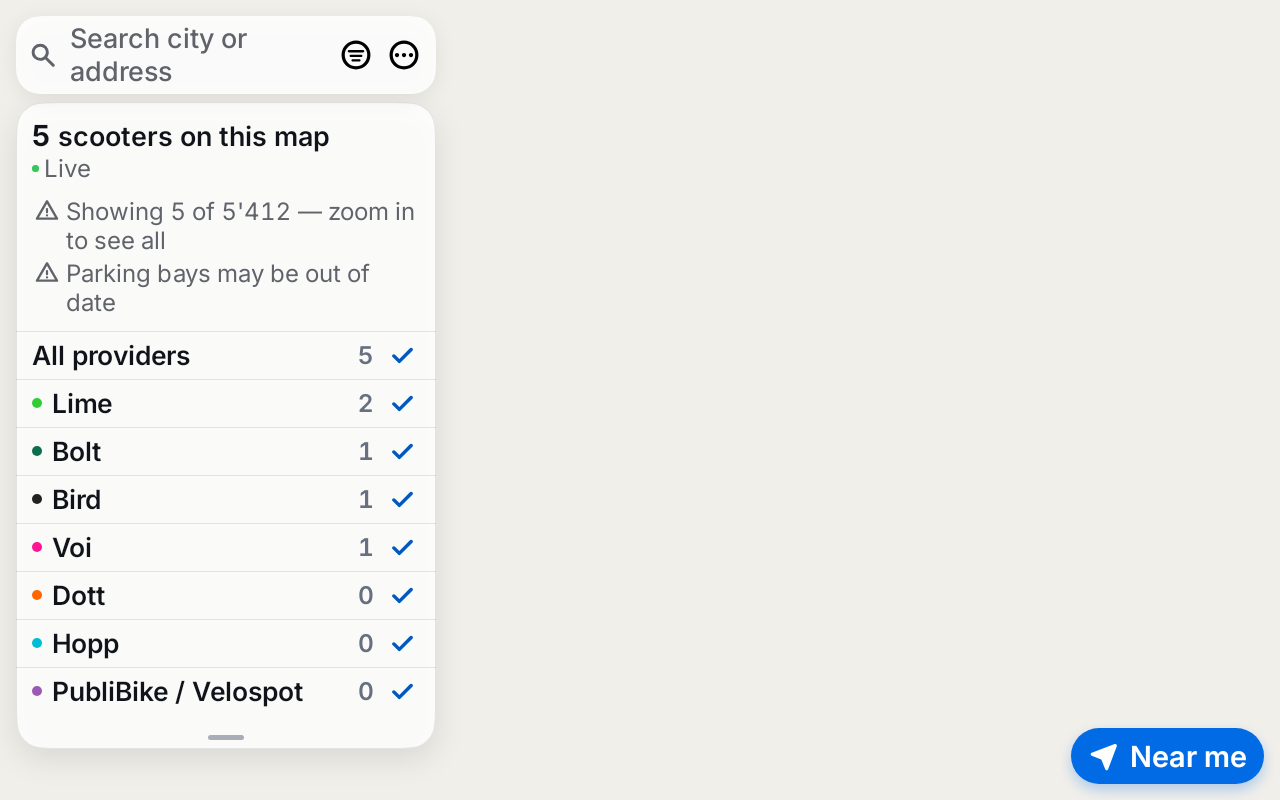 Search city or
address
5 scooters on this map
Live
Showing 5 of 5'412 — zoom in
to see all
Parking bays may be out of
date
All providers 5
Lime 2
Bolt 1
Bird 1
Voi 1
Dott 0
Hopp 0
PubliBike / Velospot 0
Near me